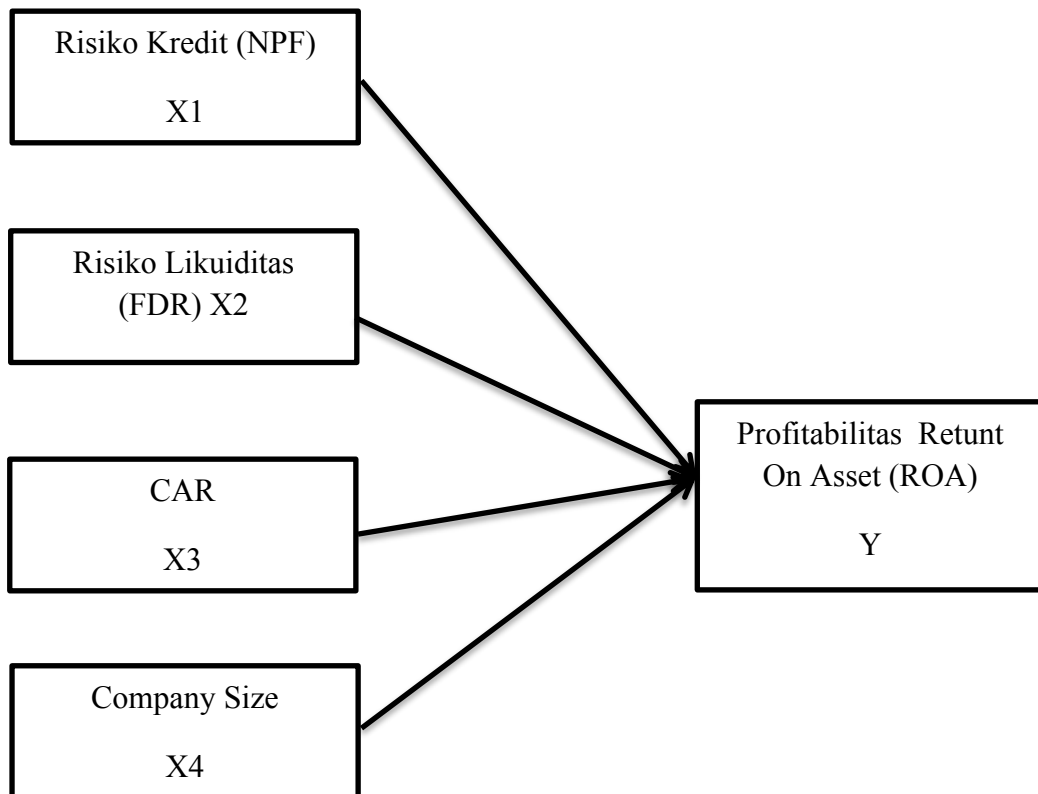 Risiko Kredit (NPF)
X1
Risiko Likuiditas
(FDR) X2
CAR
X3
Company Size
X4
Profitabilitas  Retunt
On Asset (ROA)
Y